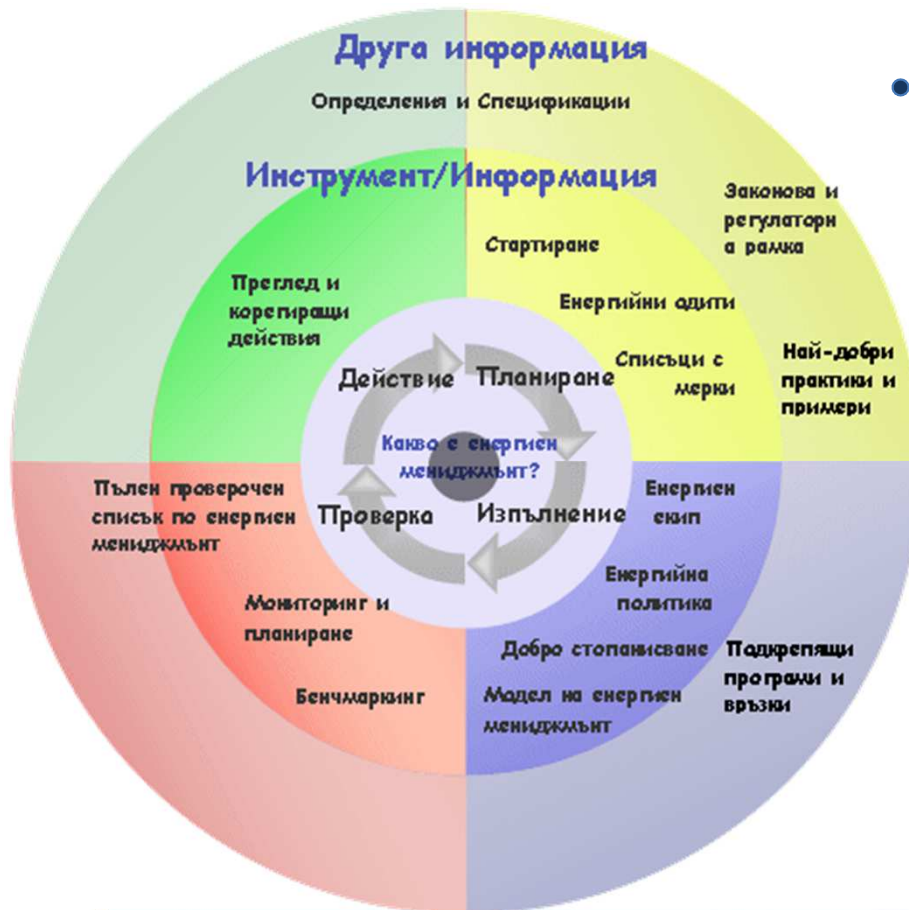 Друга информация
Определения и Спецификации
Инструмент/Информация
Законова и
регулаторн
а рамка
Стартиране
Преглед и
корегиращи
действия
Енергийни одити
Списъци с
мерки
Най-добри
практики и
примери
Действие
Планиране
Какво е енергиен
мениджмънт?
Проверка
Изпълнение
Пълен проверочен
списък по енергиен
мениджмънт
Енергиен
екип
Енергийна
политика
Мониторинг и
планиране
Добро стопанисване
Подкрепящи
програми и
връзки
Бенчмаркинг
Модел на енергиен
мениджмънт